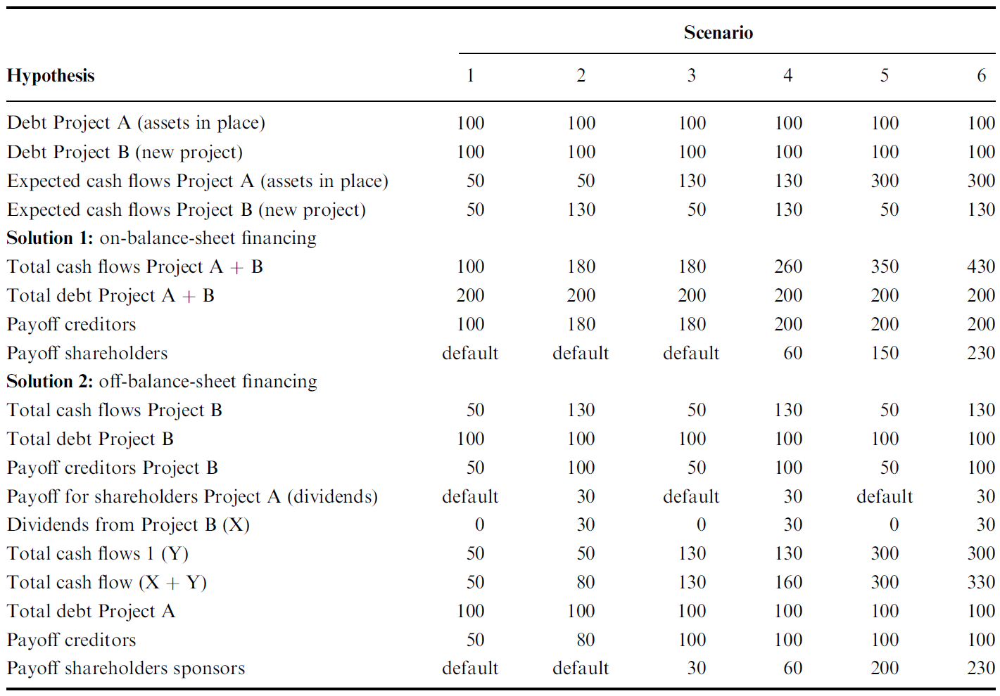 Scenario
Hypothesis 1 2 3 4 5 6
Debt Project A (assets in place) 100 100 100 100 100 100
Debt Project B (new project) 100 100 100 100 100 100
Expected cash flows Project A (assets in place) 50 50 130 130 300 300
Expected cash flows Project B (new project) 50 130 50 130 50 130
Solution 1: on-balance-sheet financing
Total cash flows Project A + B 100 180 180 260 350 430
Total debt Project A + B 200 200 200 200 200 200
Payoff creditors 100 180 180 200 200 200
Payoff shareholders default default default 60 150 230
Solution 2: off-balance-sheet financing
Total cash flows Project B 50 130 50 130 50 130
Total debt Project B 100 100 100 100 100 100
Payoff creditors Project B 50 100 50 100 50 100
Payoff for shareholders Project A (dividends) default 30 default 30 default 30
Dividends from Project B (X) 0 30 0 30 0 30
Total cash flows 1 (Y) 50 50 130 130 300 300
Total cash flow (X + Y) 50 80 130 160 300 330
Total debt Project A 100 100 100 100 100 100
Payoff creditors 50 80 100 100 100 100
Payoff shareholders sponsors default default 30 60 200 230